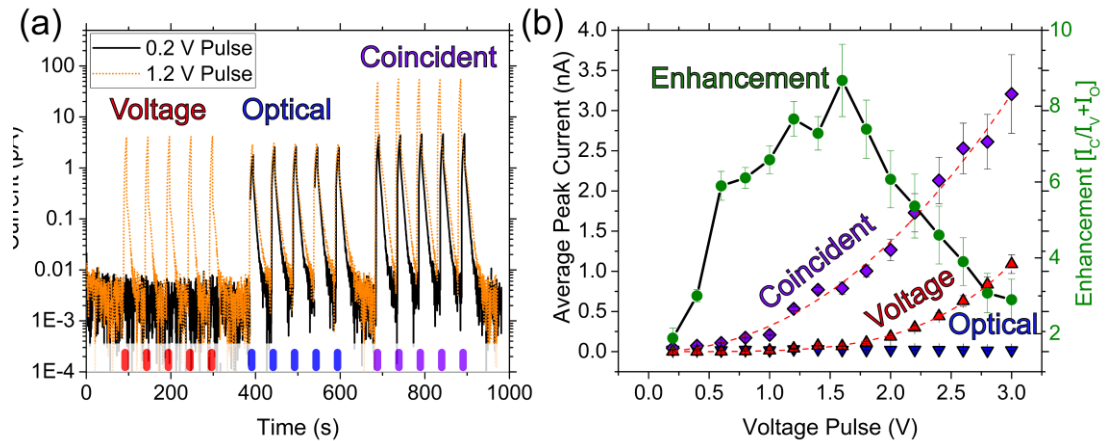 (a)
0.2 V Pulse
1.2 V Pulse
Coincident
Voltage
Optical
100
10
1
0.1
0.01
1E-3
1E-4
0 200 400 600 800 1000
Time (s)
(b)
4.0
3.5
3.0
2.5
2.0
1.5
1.0
0.5
0.0
Average Peak Current (nA)
Enhancement
Coincident
Voltage
Optical
10
8
6
4
2
Enhancement [I_C/I_V+I_O]
0.0 0.5 1.0 1.5 2.0 2.5 3.0
Voltage Pulse (V)